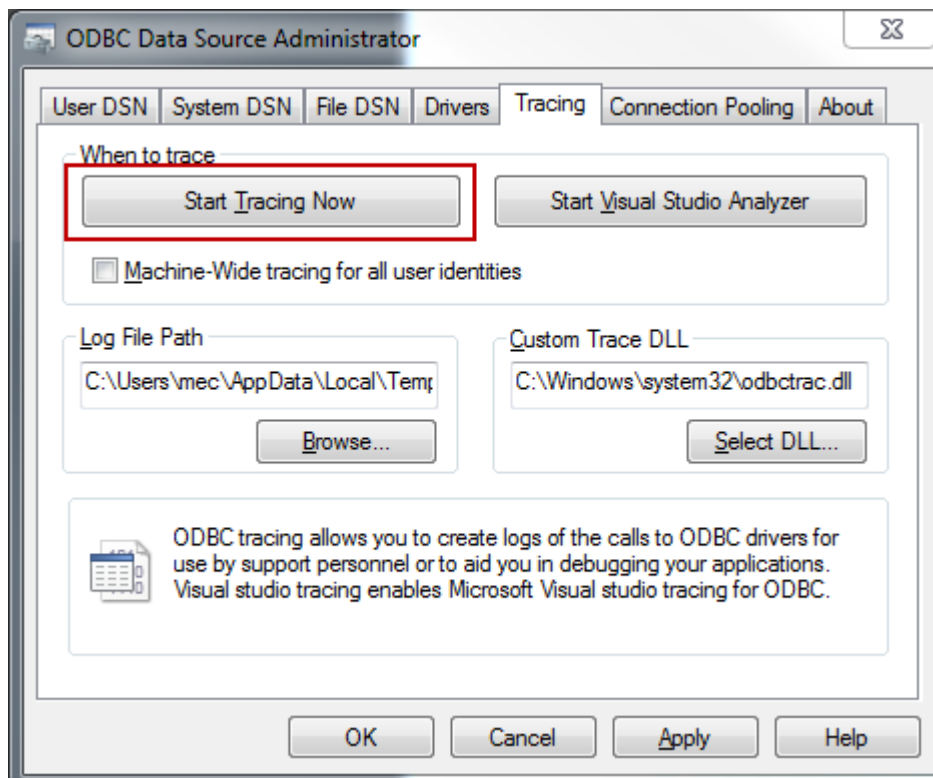 ODBC Data Source Administrator
User DSN System DSN File DSN Drivers Tracing Connection Pooling About
When to trace
Start Tracing Now Start Visual Studio Analyzer
Machine-Wide tracing for all user identities
Log File Path Custom Trace DLL
C:\Users\mec\AppData\Local\Temp C:\Windows\system32\odbctrac.dll
Browse... Select DLL...
ODBC tracing allows you to create logs of the calls to ODBC drivers for
use by support personnel or to aid you in debugging your applications.
Visual studio tracing enables Microsoft Visual studio tracing for ODBC.
OK Cancel Apply Help